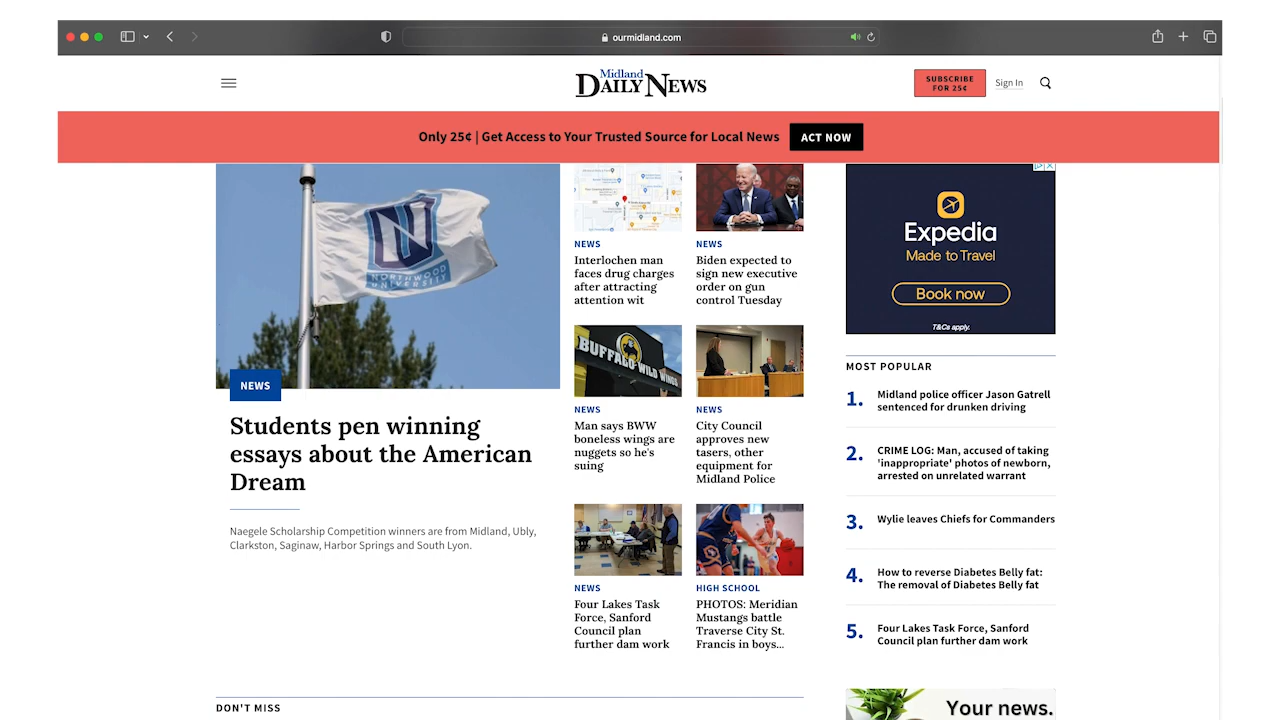 ourmidland.com
Midland
DAILY NEWS
SUBSCRIBE
FOR 25¢
Sign In
Only 25¢ | Get Access to Your Trusted Source for Local News
ACT NOW
NORTHWOOD
UNIVERSITY
NEWS
Students pen winning
essays about the American
Dream
Naegele Scholarship Competition winners are from Midland, Ubly,
Clarkston, Saginaw, Harbor Springs and South Lyon.
NEWS
Interlochen man
faces drug charges
after attracting
attention wit
NEWS
Biden expected to
sign new executive
order on gun
control Tuesday
BUFFALO WILD WINGS
NEWS
Man says BWW
boneless wings are
nuggets so he's
suing
NEWS
City Council
approves new
tasers, other
equipment for
Midland Police
NEWS
Four Lakes Task
Force, Sanford
Council plan
further dam work
HIGH SCHOOL
PHOTOS: Meridian
Mustangs battle
Traverse City St.
Francis in boys...
Expedia
Made to Travel
Book now
T&Cs apply.
MOST POPULAR
1. Midland police officer Jason Gatrell
sentenced for drunken driving
2. CRIME LOG: Man, accused of taking
'inappropriate' photos of newborn,
arrested on unrelated warrant
3. Wylie leaves Chiefs for Commanders
4. How to reverse Diabetes Belly fat:
The removal of Diabetes Belly fat
5. Four Lakes Task Force, Sanford
Council plan further dam work
DON'T MISS
Your news.